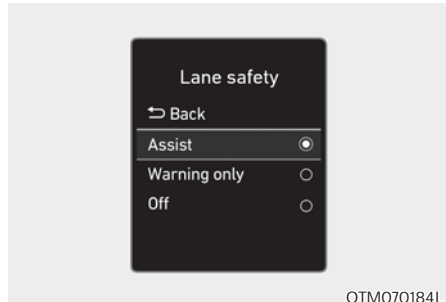 Lane safety
Back
Assist
Warning only
Off
OTM070184L